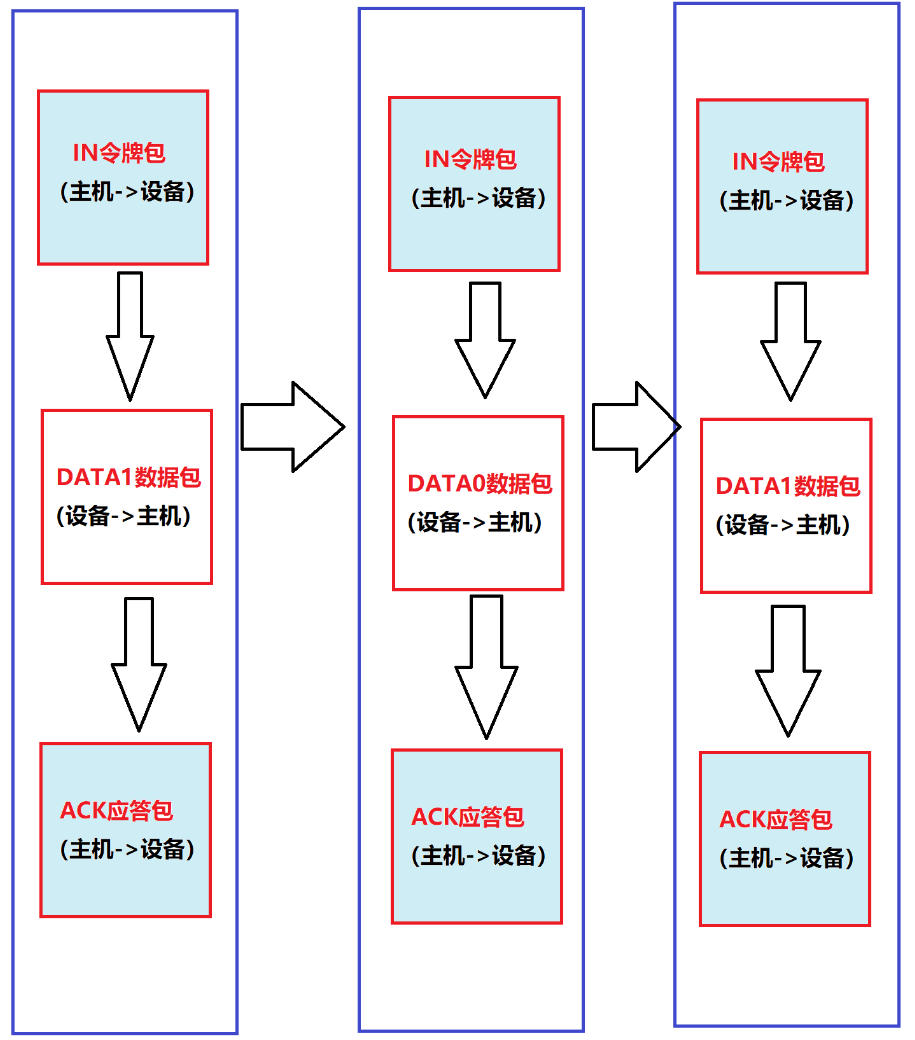 IN令牌包
(主机->设备)
DATA1数据包
(设备->主机)
ACK应答包
(主机->设备)
IN令牌包
(主机->设备)
DATA0数据包
(设备->主机)
ACK应答包
(主机->设备)
IN令牌包
(主机->设备)
DATA1数据包
(设备->主机)
ACK应答包
(主机->设备)